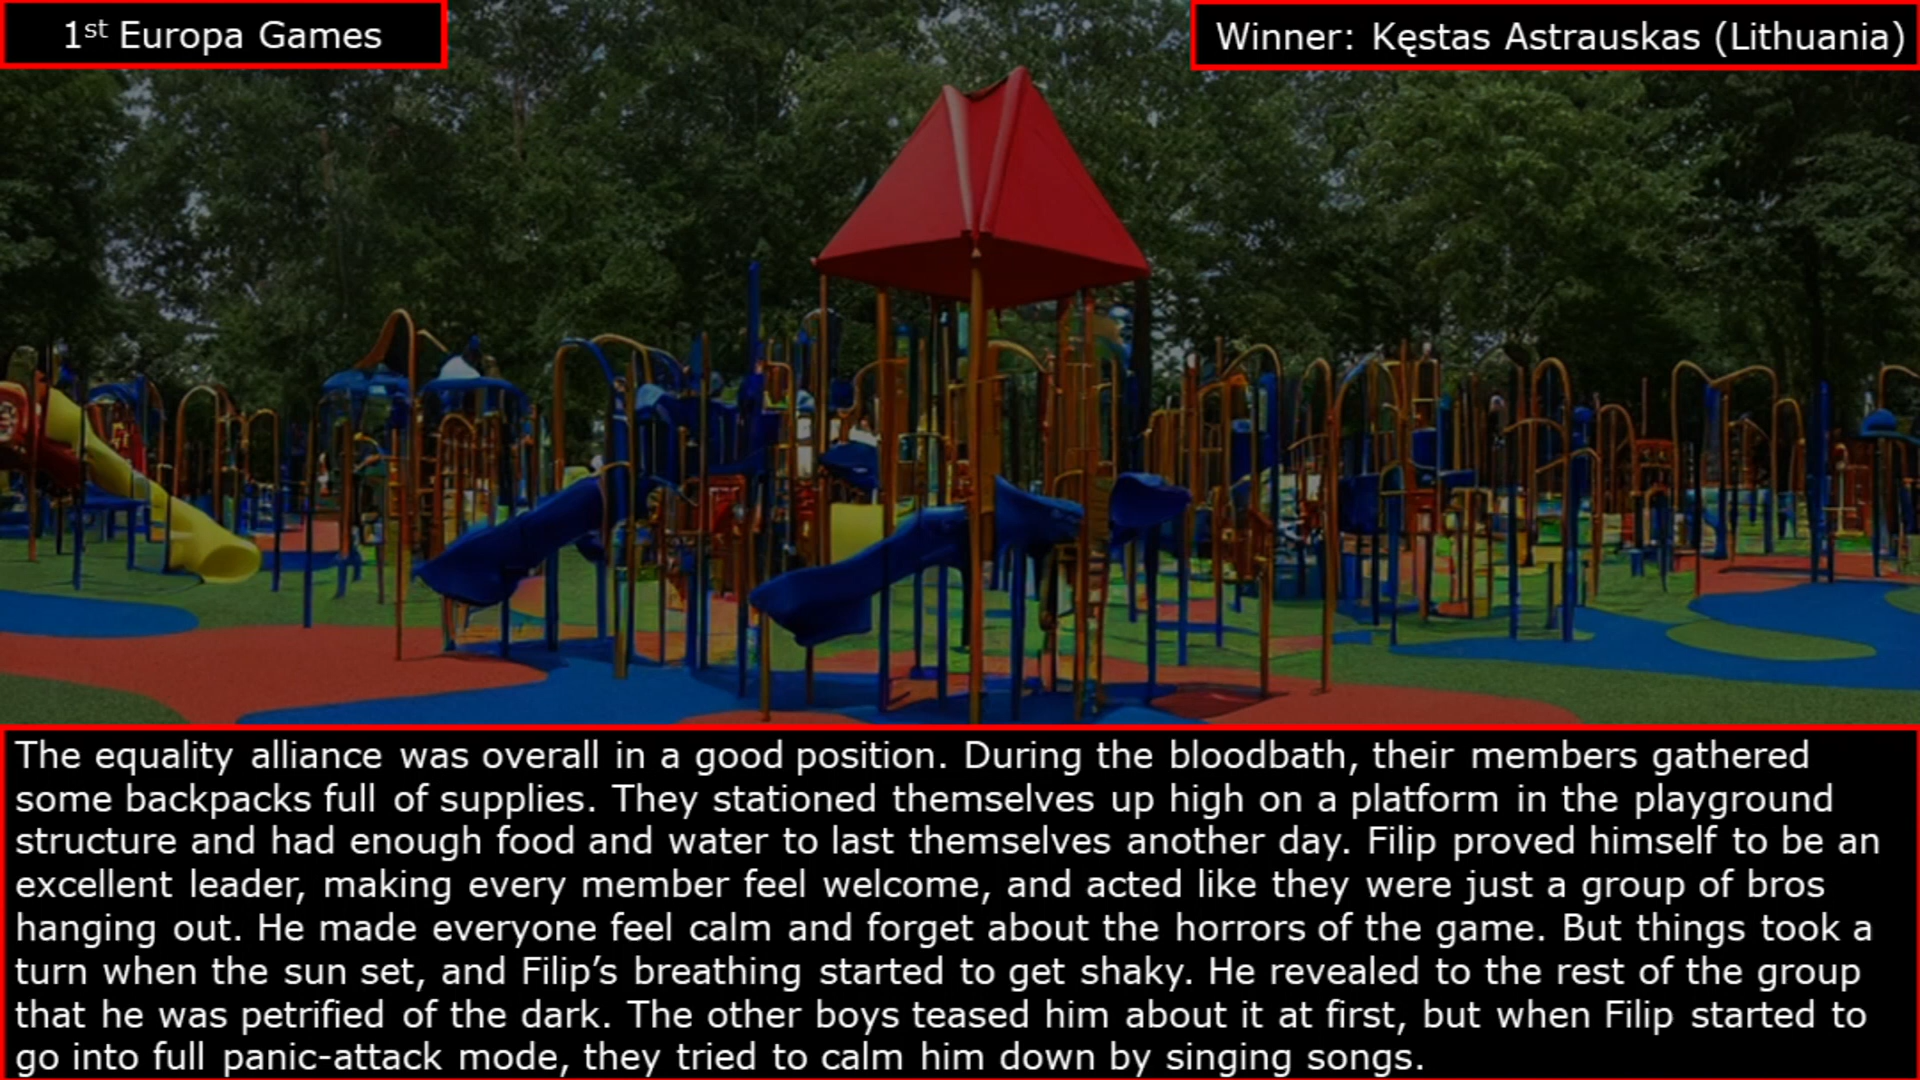 1st Europa Games
Winner: Kęstas Astrauskas (Lithuania)
The equality alliance was overall in a good position. During the bloodbath, their members gathered
some backpacks full of supplies. They stationed themselves up high on a platform in the playground
structure and had enough food and water to last themselves another day. Filip proved himself to be an
excellent leader, making every member feel welcome, and acted like they were just a group of bros
hanging out. He made everyone feel calm and forget about the horrors of the game. But things took a
turn when the sun set, and Filip’s breathing started to get shaky. He revealed to the rest of the group
that he was petrified of the dark. The other boys teased him about it at first, but when Filip started to
go into full panic-attack mode, they tried to calm him down by singing songs.